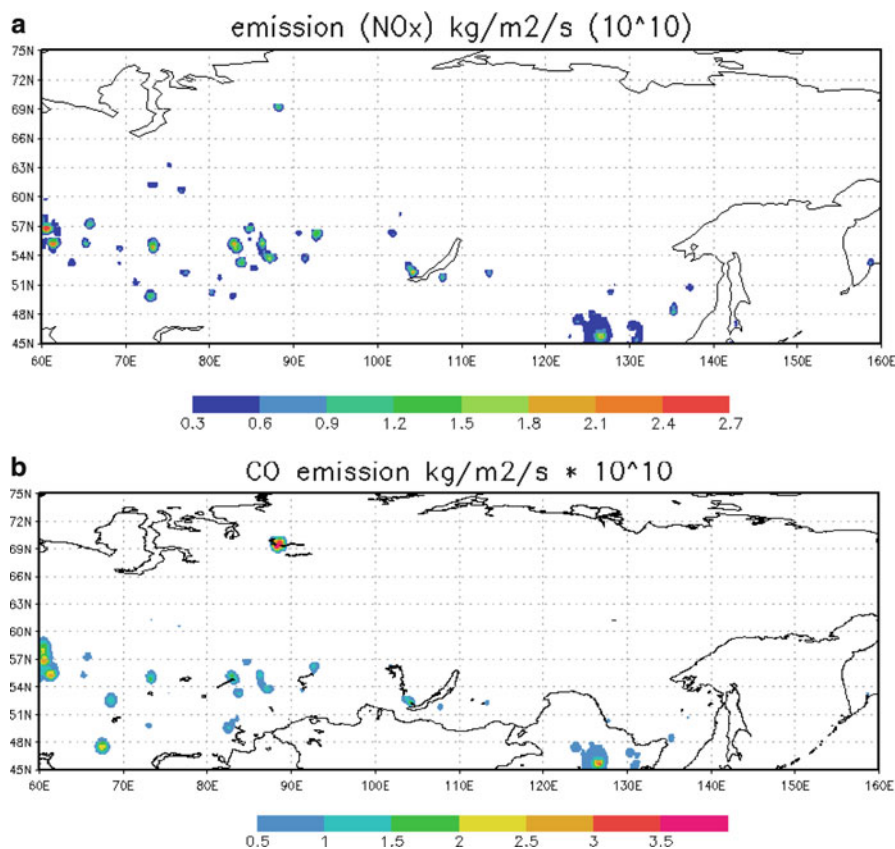 a
emission (NOx) kg/m2/s (10^10)
75N
72N
69N
66N
63N
60N
57N
54N
51N
48N
45N
60E 70E 80E 90E 100E 110E 120E 130E 140E 150E 160E
0.3 0.6 0.9 1.2 1.5 1.8 2.1 2.4 2.7
b
CO emission kg/m2/s * 10^10
75N
72N
69N
66N
63N
60N
57N
54N
51N
48N
45N
60E 70E 80E 90E 100E 110E 120E 130E 140E 150E 160E
0.5 1 1.5 2 2.5 3 3.5